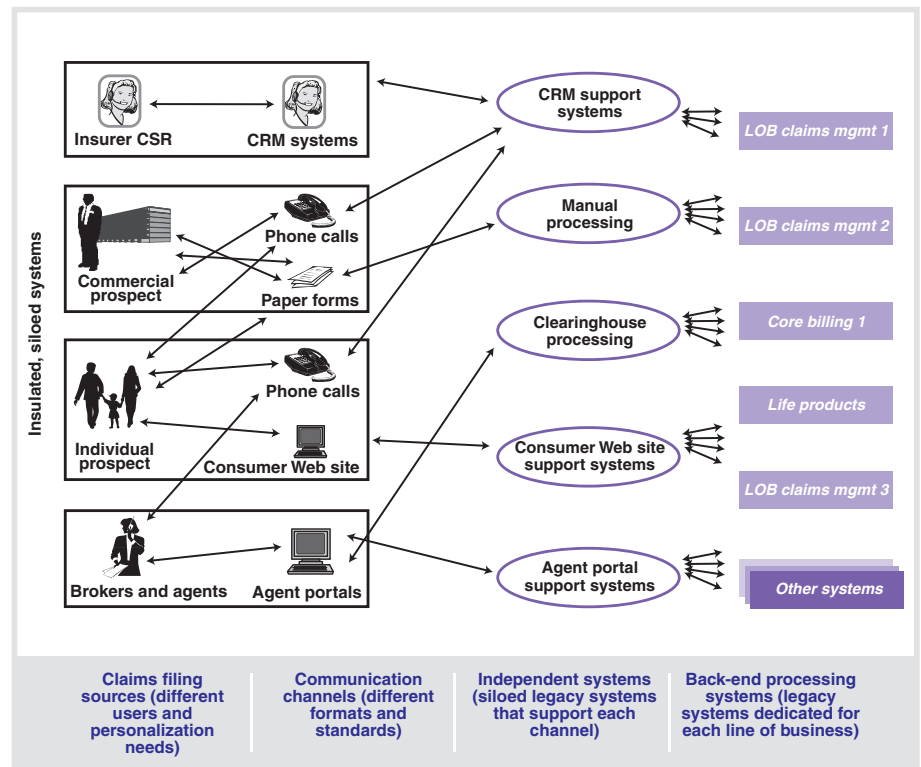 Insulated, siloed systems
Insurer CSR
CRM systems
CRM support
systems
LOB claims mgmt 1
Commercial
prospect
Phone calls
Paper forms
Manual
processing
LOB claims mgmt 2
Clearinghouse
processing
Core billing 1
Individual
prospect
Phone calls
Consumer Web site
Consumer Web site
support systems
Life products
LOB claims mgmt 3
Brokers and agents
Agent portals
Agent portal
support systems
Other systems
Claims filing
sources (different
users and
personalization
needs)
Communication
channels (different
formats and
standards)
Independent systems
(siloed legacy systems
that support each
channel)
Back-end processing
systems (legacy
systems dedicated for
each line of business)